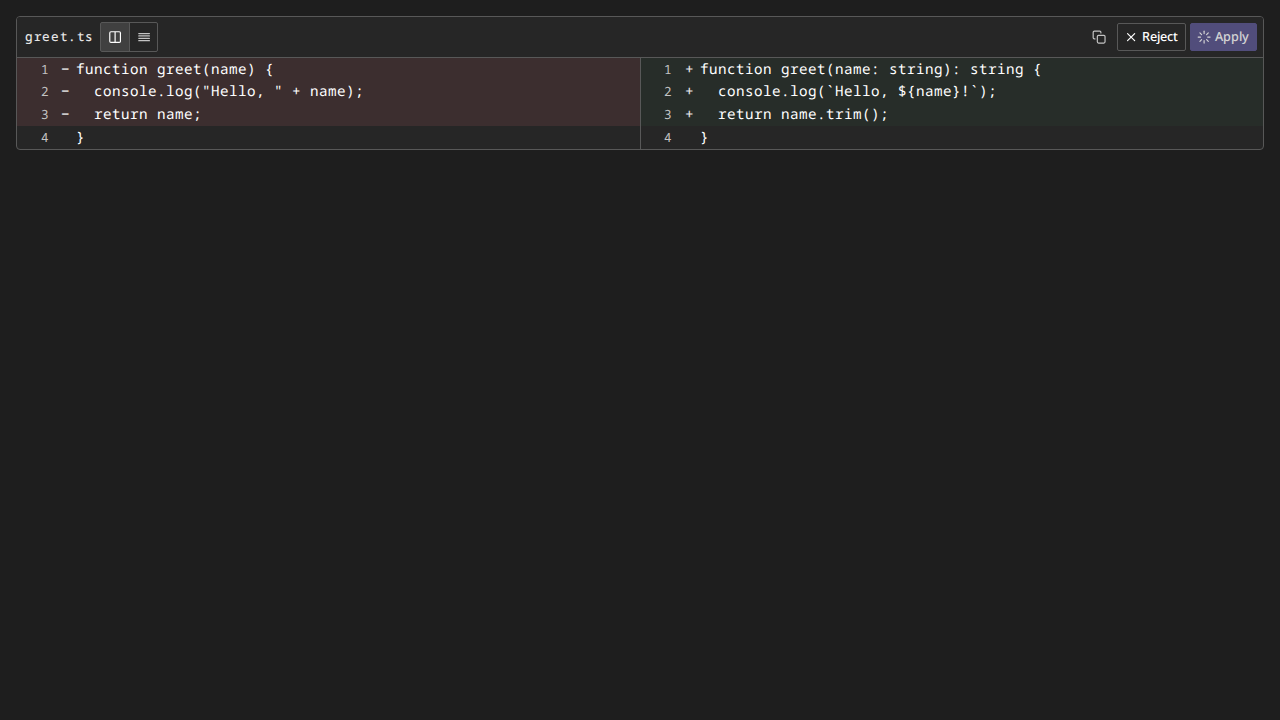 greet.ts Reject Apply
1 − function greet(name) {
2 −   console.log("Hello, " + name);
3 −   return name;
4   }
1 + function greet(name: string): string {
2 +   console.log(`Hello, ${name}!`);
3 +   return name.trim();
4   }